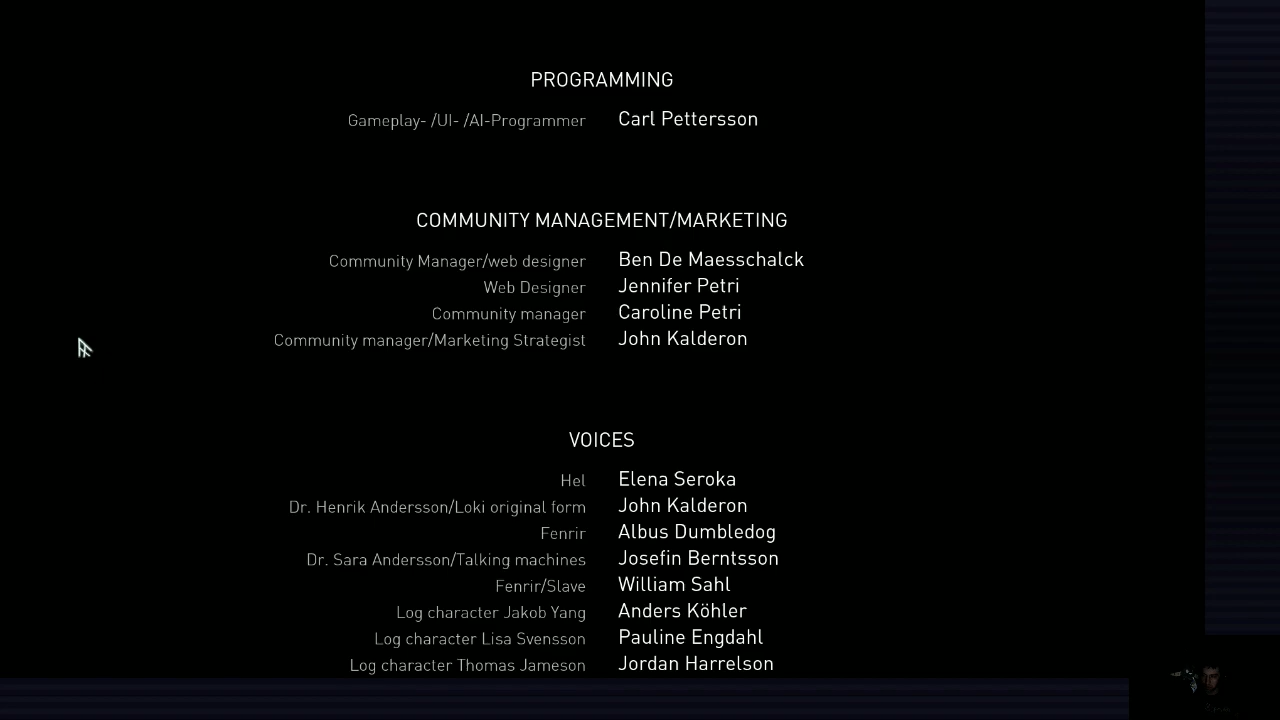 PROGRAMMING
Gameplay- /UI- /AI-Programmer Carl Pettersson
COMMUNITY MANAGEMENT/MARKETING
Community Manager/web designer Ben De Maesschalck
Web Designer Jennifer Petri
Community manager Caroline Petri
Community manager/Marketing Strategist John Kalderon
VOICES
Hel Elena Seroka
Dr. Henrik Andersson/Loki original form John Kalderon
Fenrir Albus Dumbledog
Dr. Sara Andersson/Talking machines Josefin Berntsson
Fenrir/Slave William Sahl
Log character Jakob Yang Anders Köhler
Log character Lisa Svensson Pauline Engdahl
Log character Thomas Jameson Jordan Harrelson